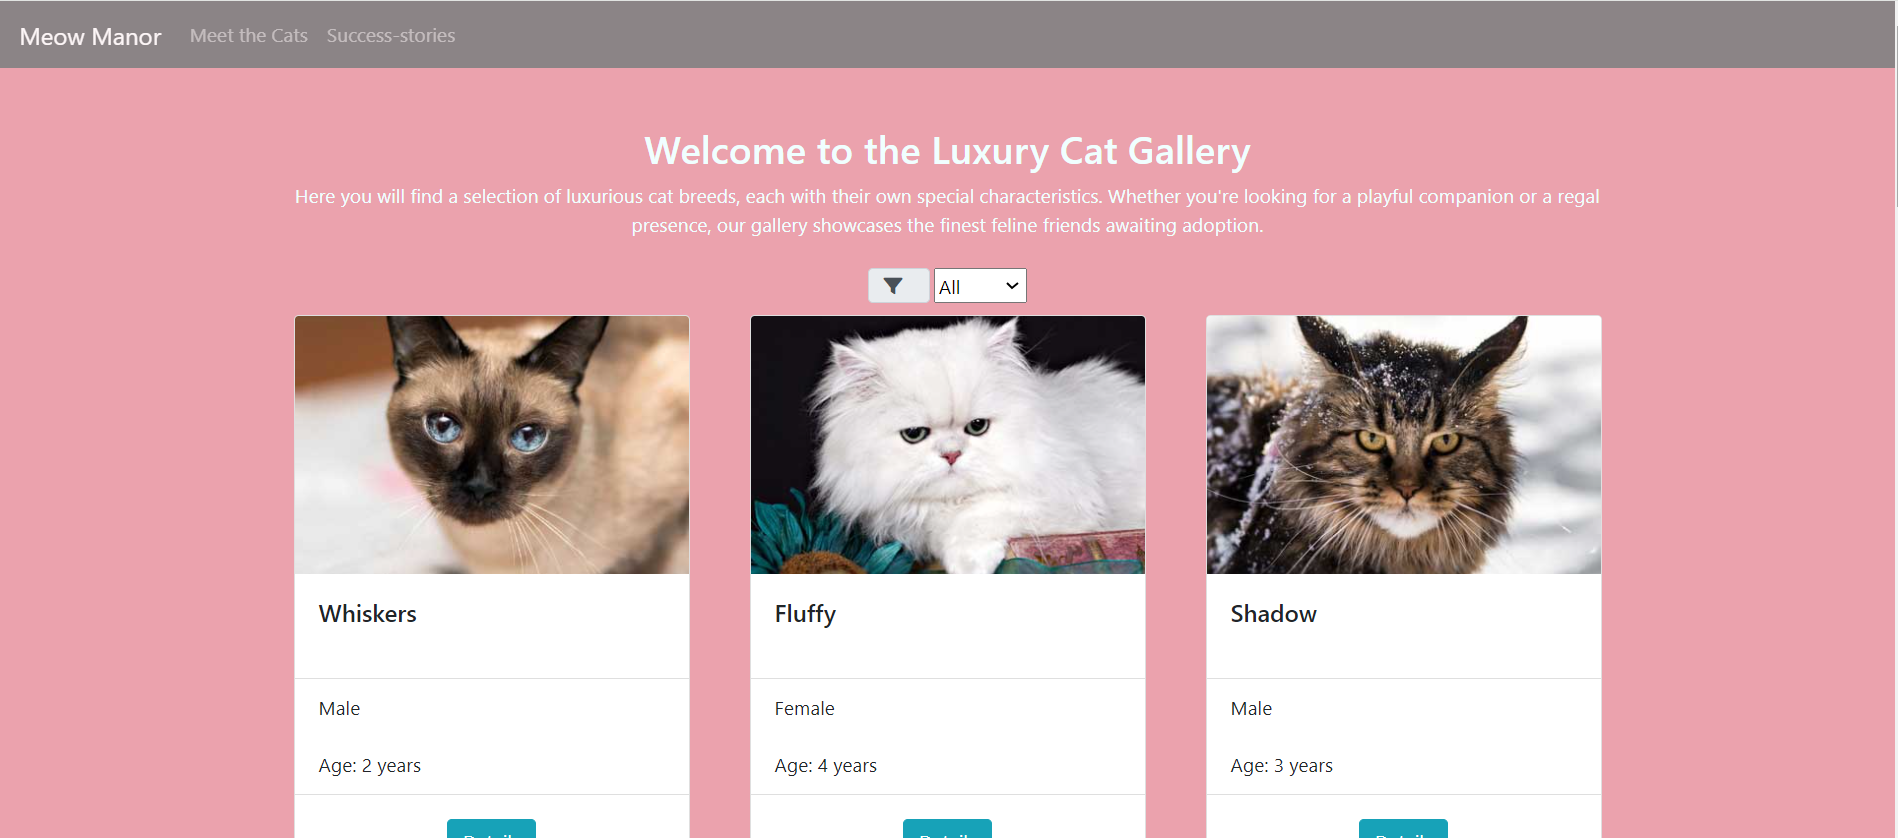 Meow Manor Meet the Cats Success-stories
Welcome to the Luxury Cat Gallery
Here you will find a selection of luxurious cat breeds, each with their own special characteristics. Whether you're looking for a playful companion or a regal
presence, our gallery showcases the finest feline friends awaiting adoption.
All
Whiskers
Fluffy
Shadow
Male
Female
Male
Age: 2 years
Age: 4 years
Age: 3 years